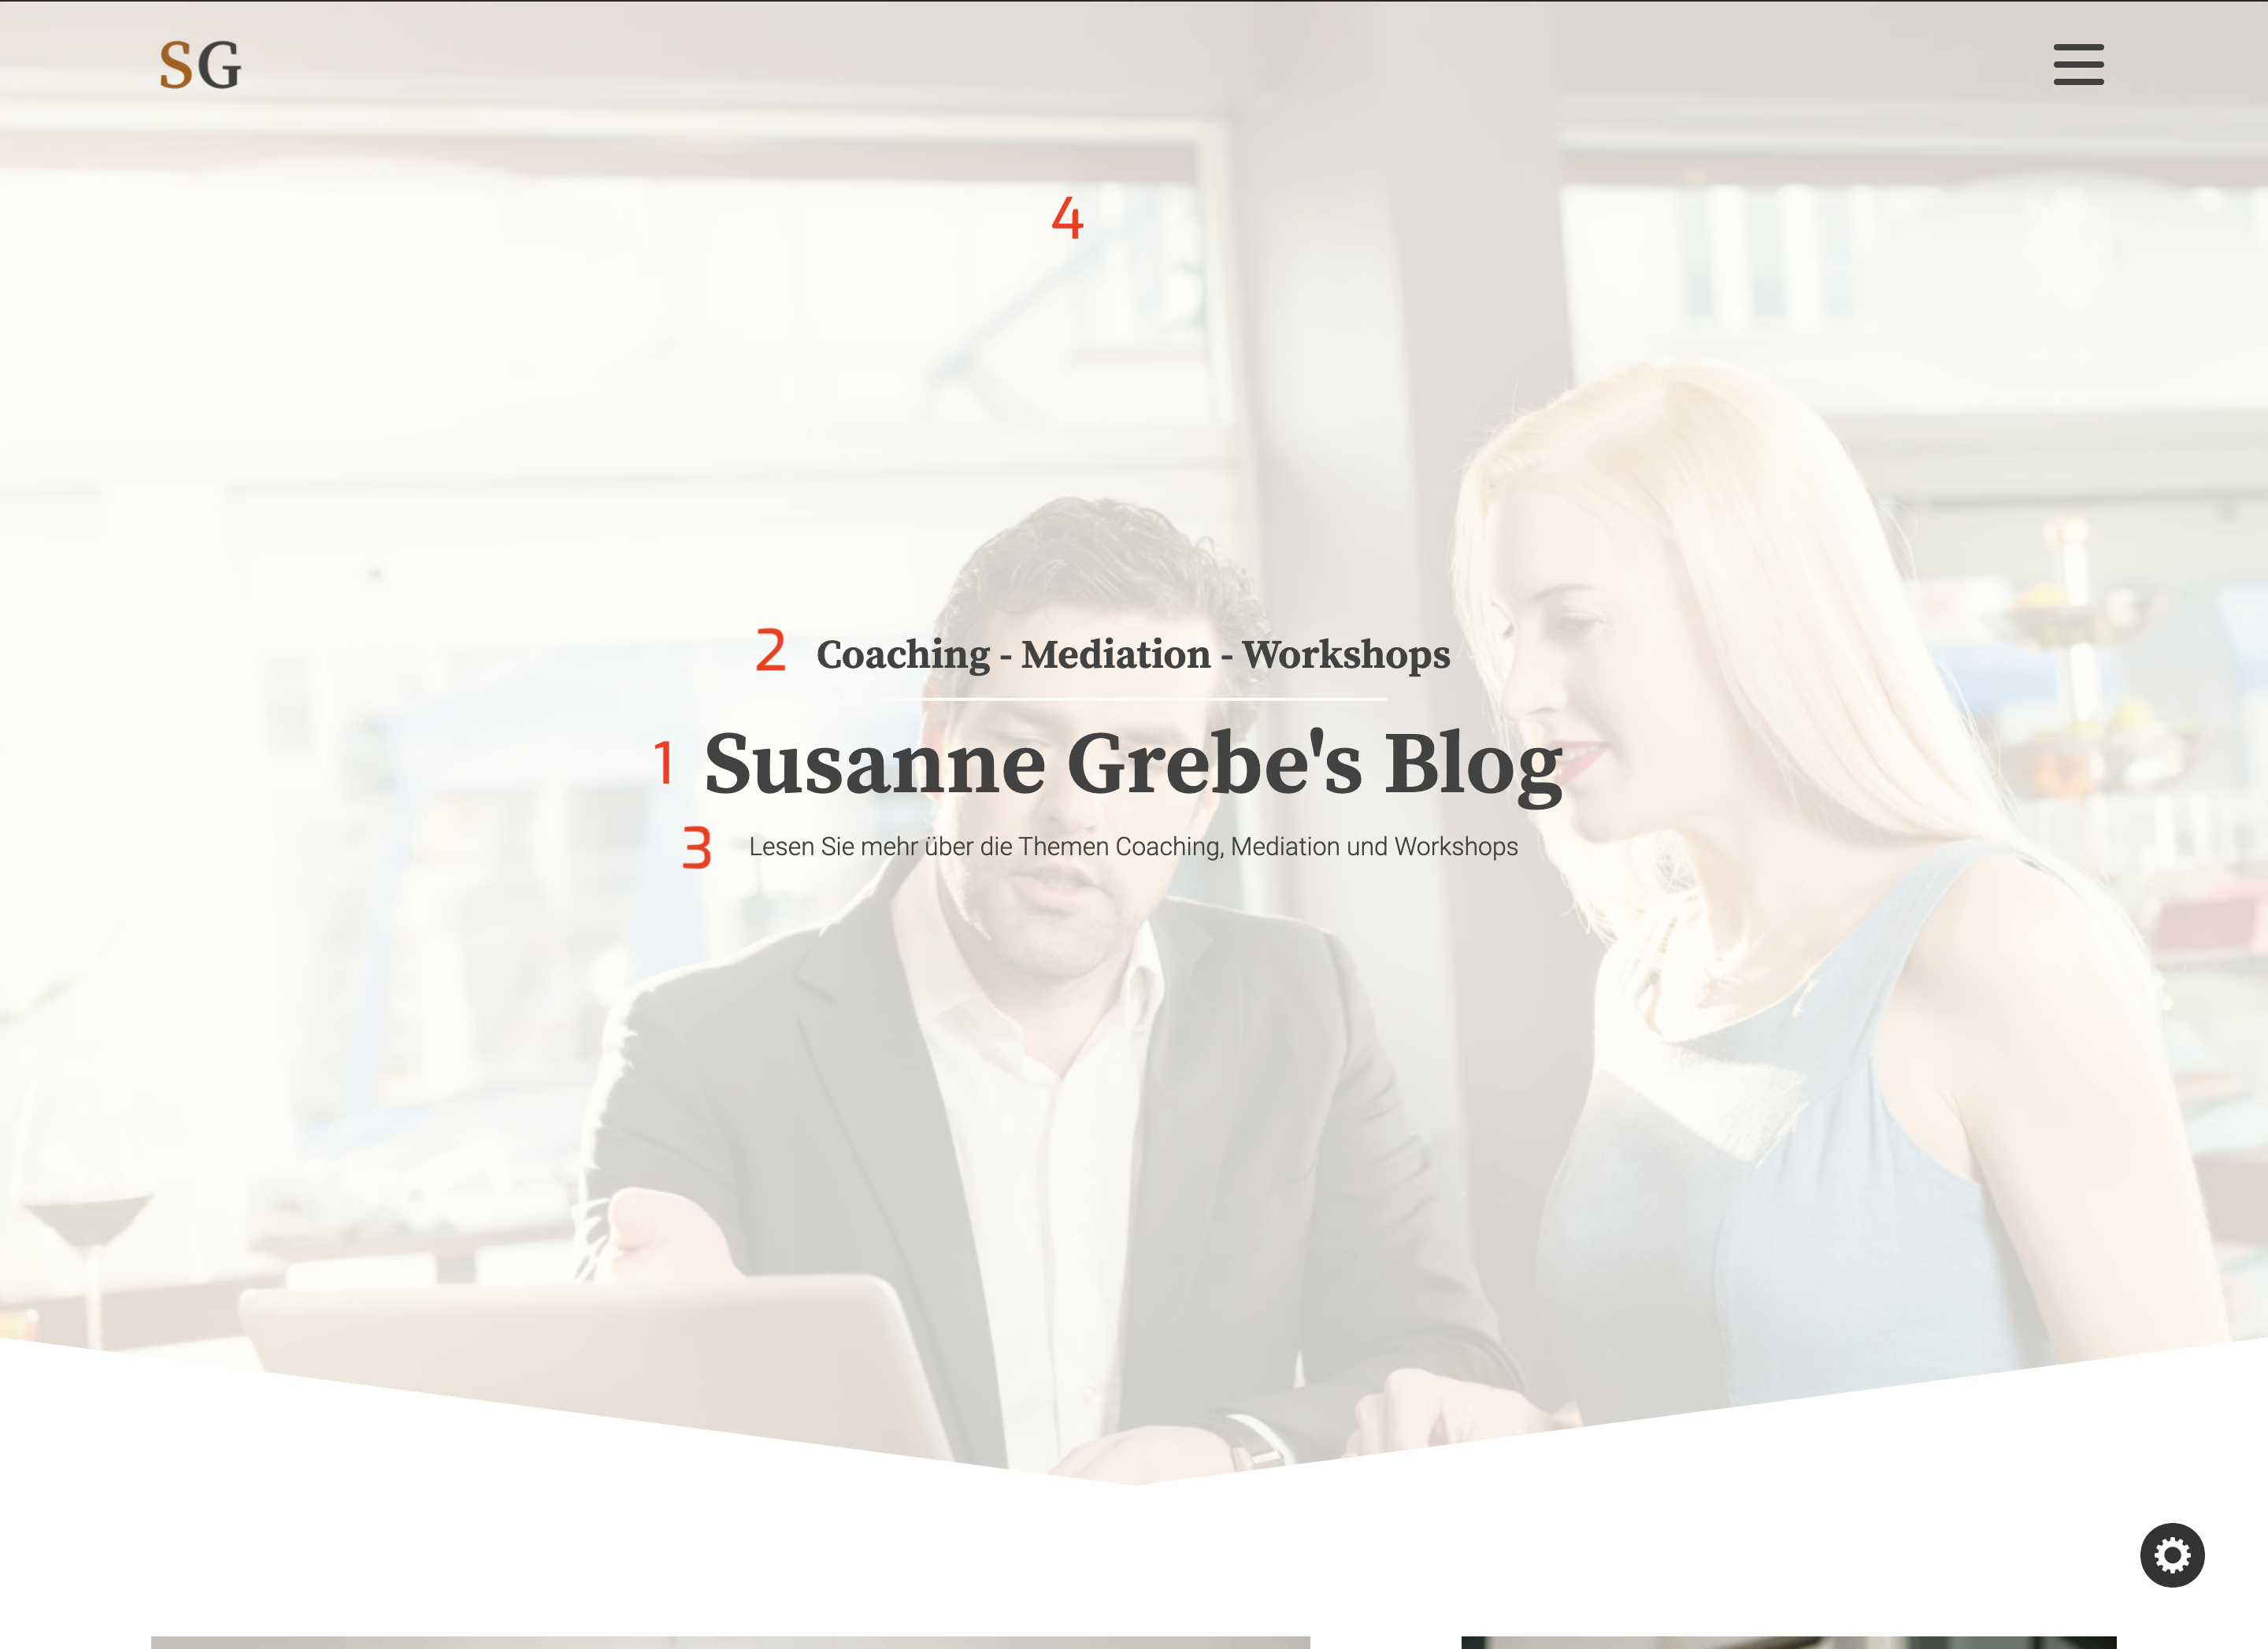 SG
4
2 Coaching - Mediation - Workshops
1 Susanne Grebe's Blog
3 Lesen Sie mehr über die Themen Coaching, Mediation und Workshops